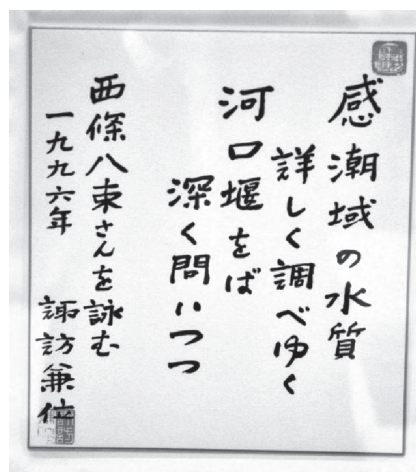 感潮域の水質
詳しく調べゆく
河口堰をば
深く問いつつ
西條八束さんを詠む
一九九六年
諏訪兼位